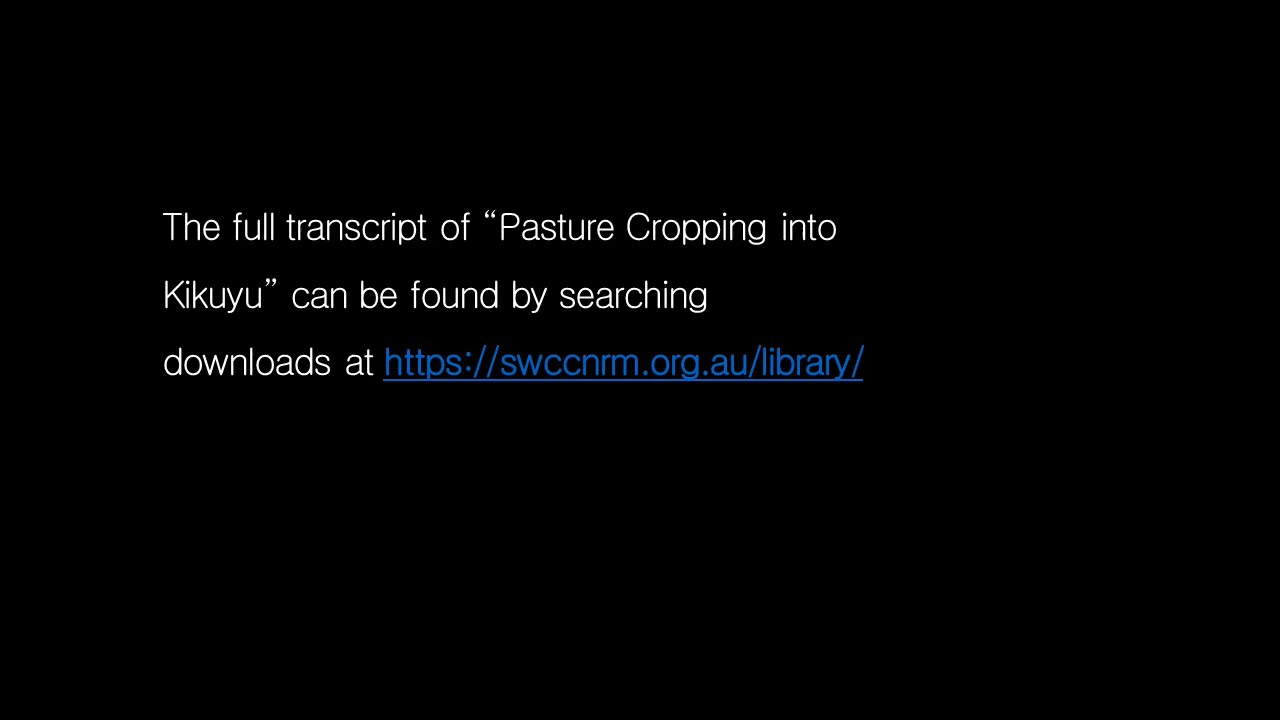 The full transcript of “Pasture Cropping into
Kikuyu” can be found by searching
downloads at https://swccnrm.org.au/library/